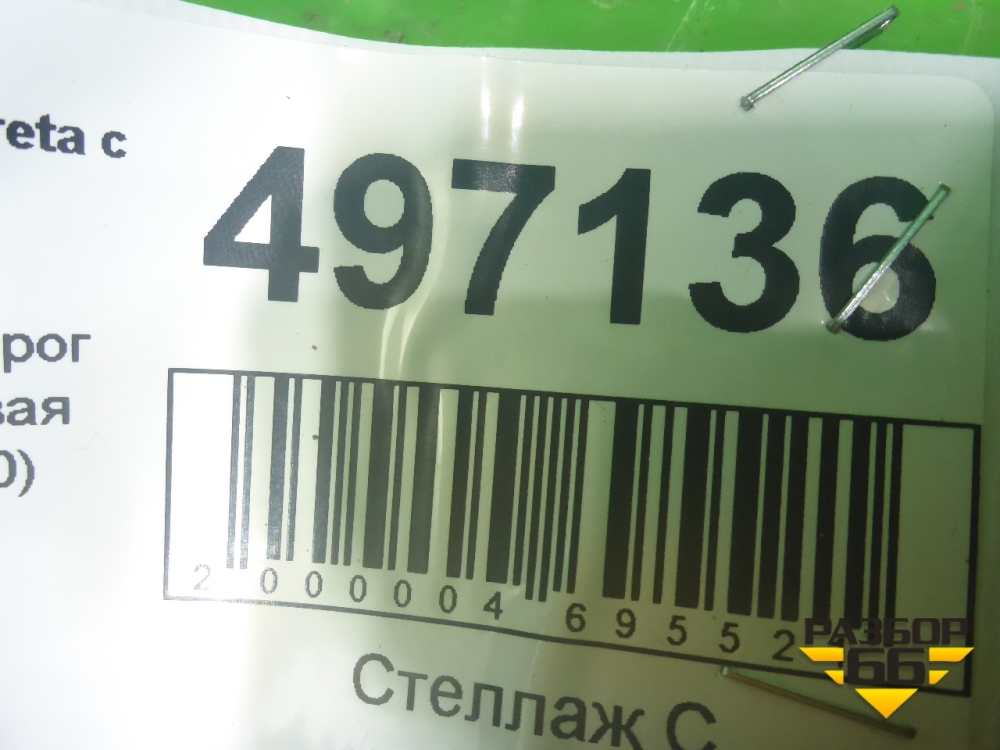 reta с
497136
рог
вая
0)
2 000004 69552
РАЗБОР
66
Стеллаж С